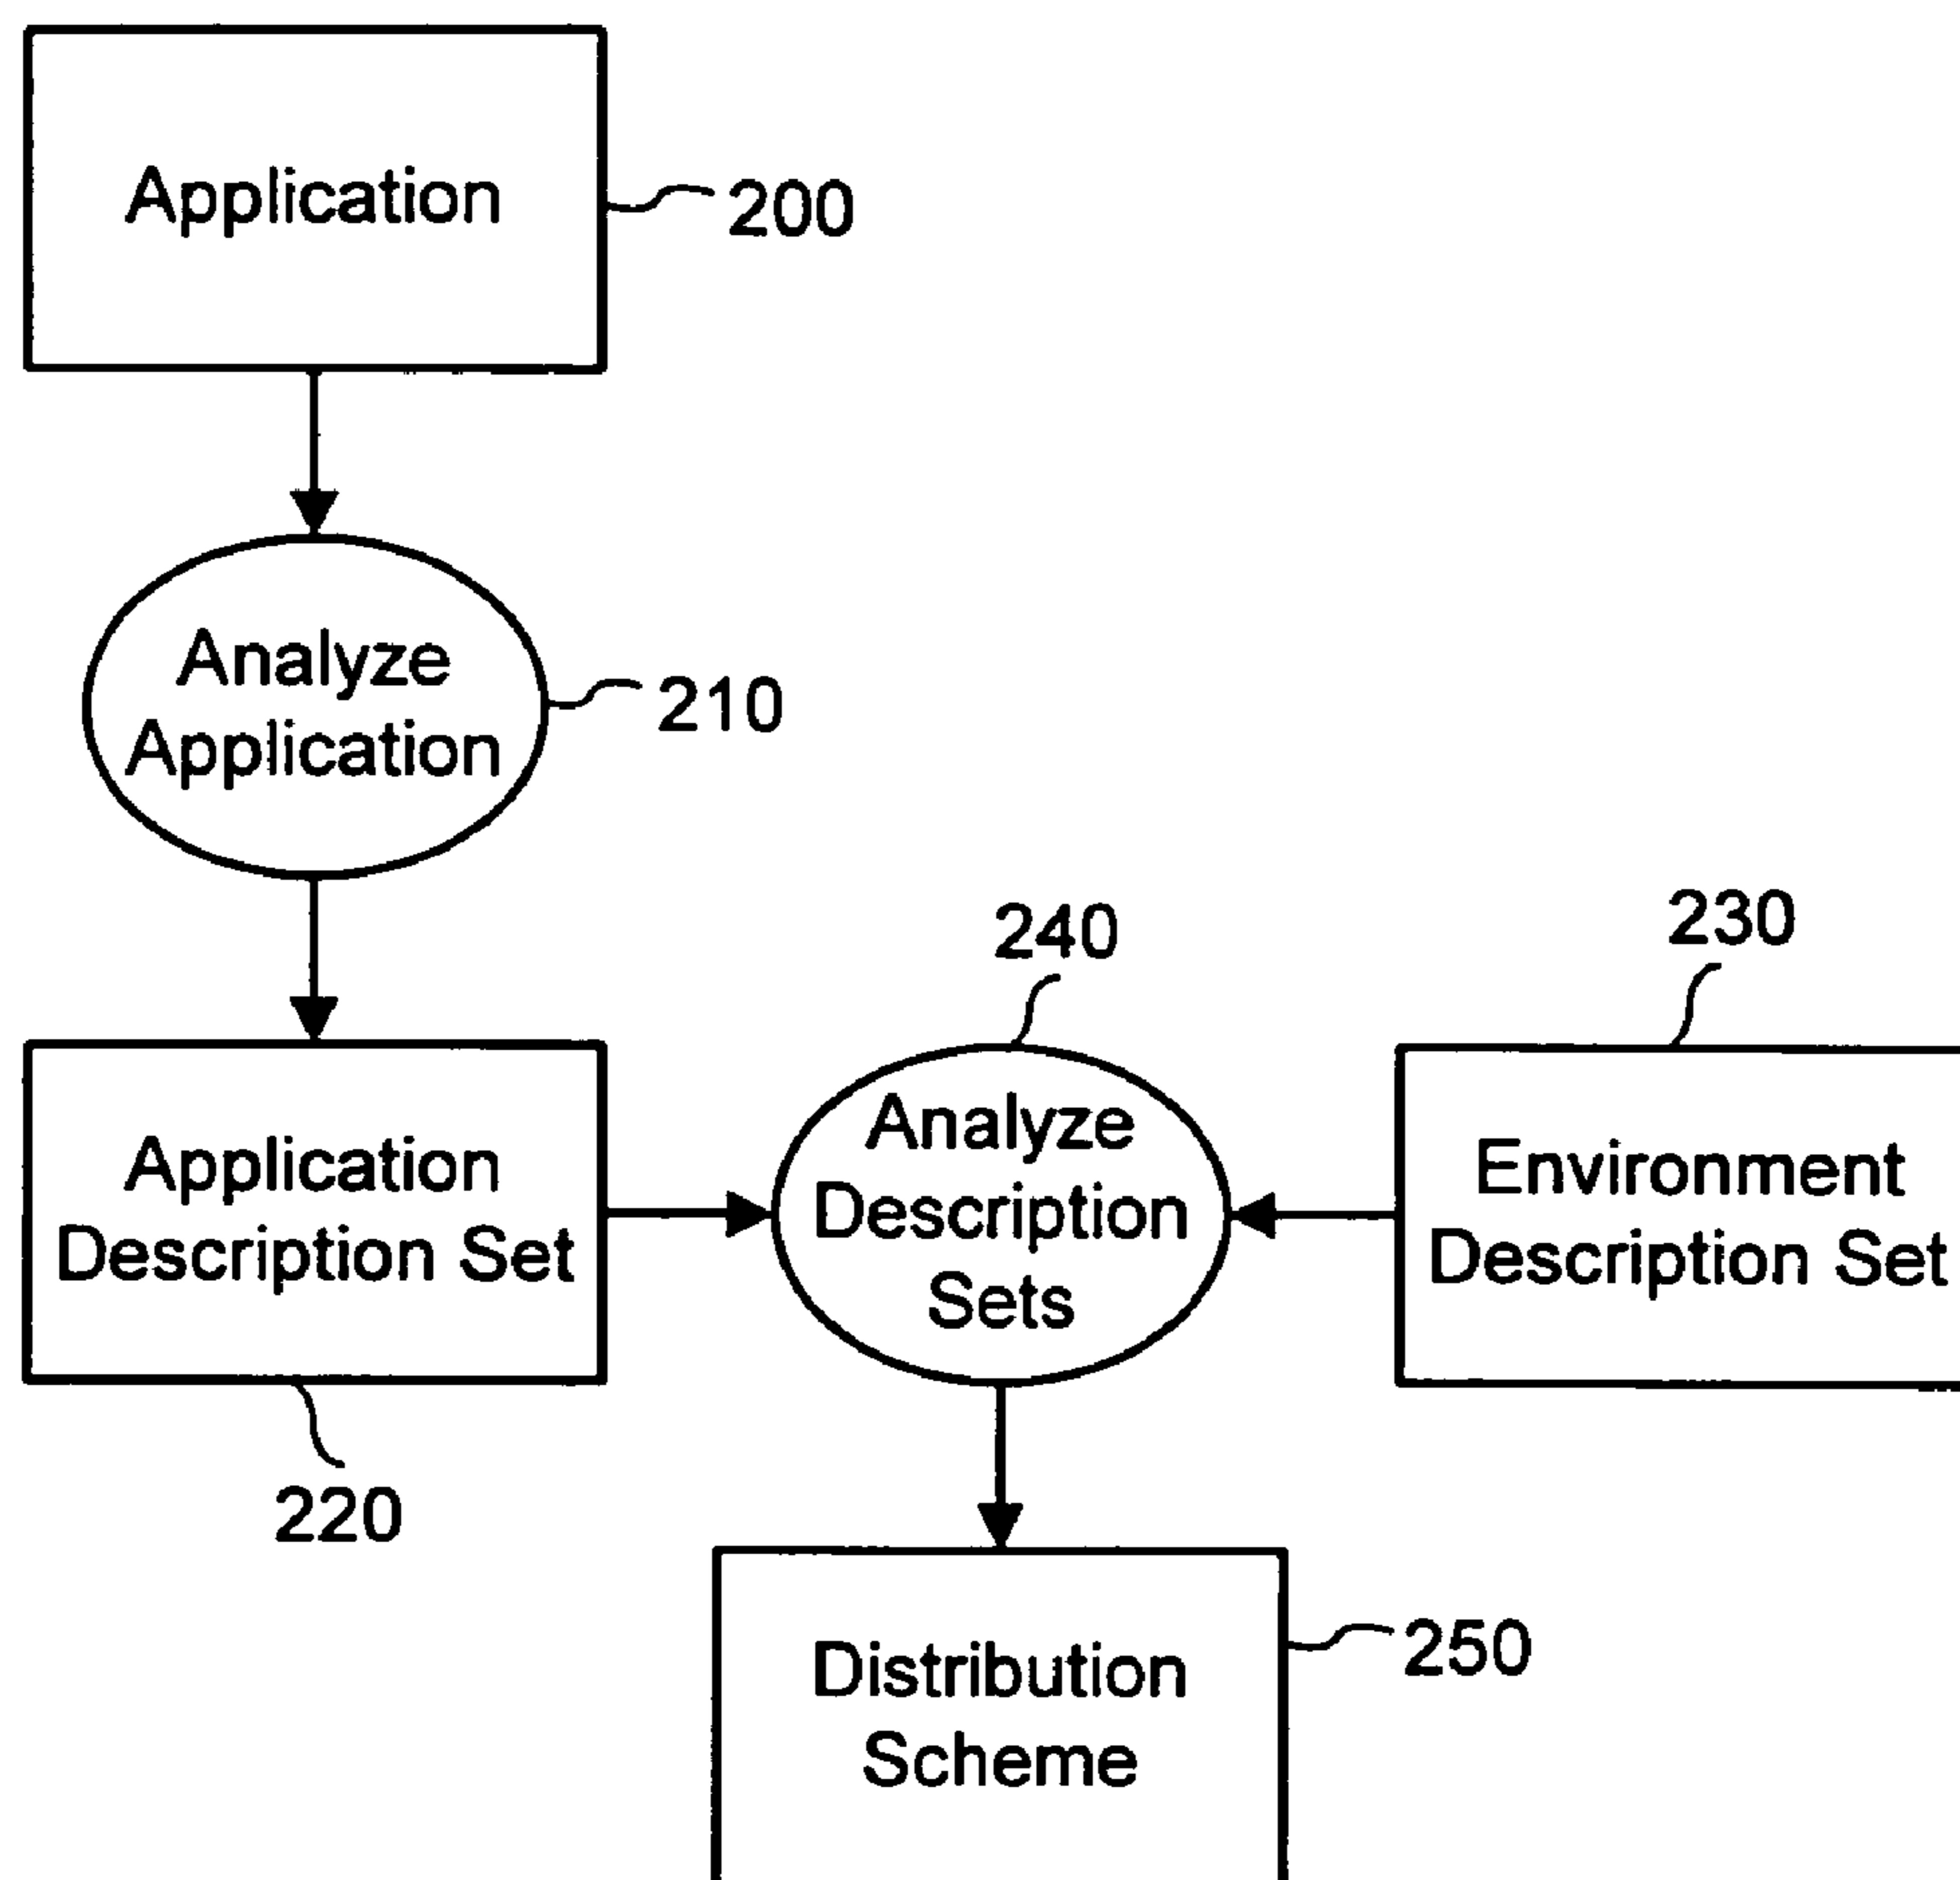 Application
200
Analyze
Application
210
240
230
Application
Description Set
Analyze
Description
Sets
Environment
Description Set
220
Distribution
Scheme
250